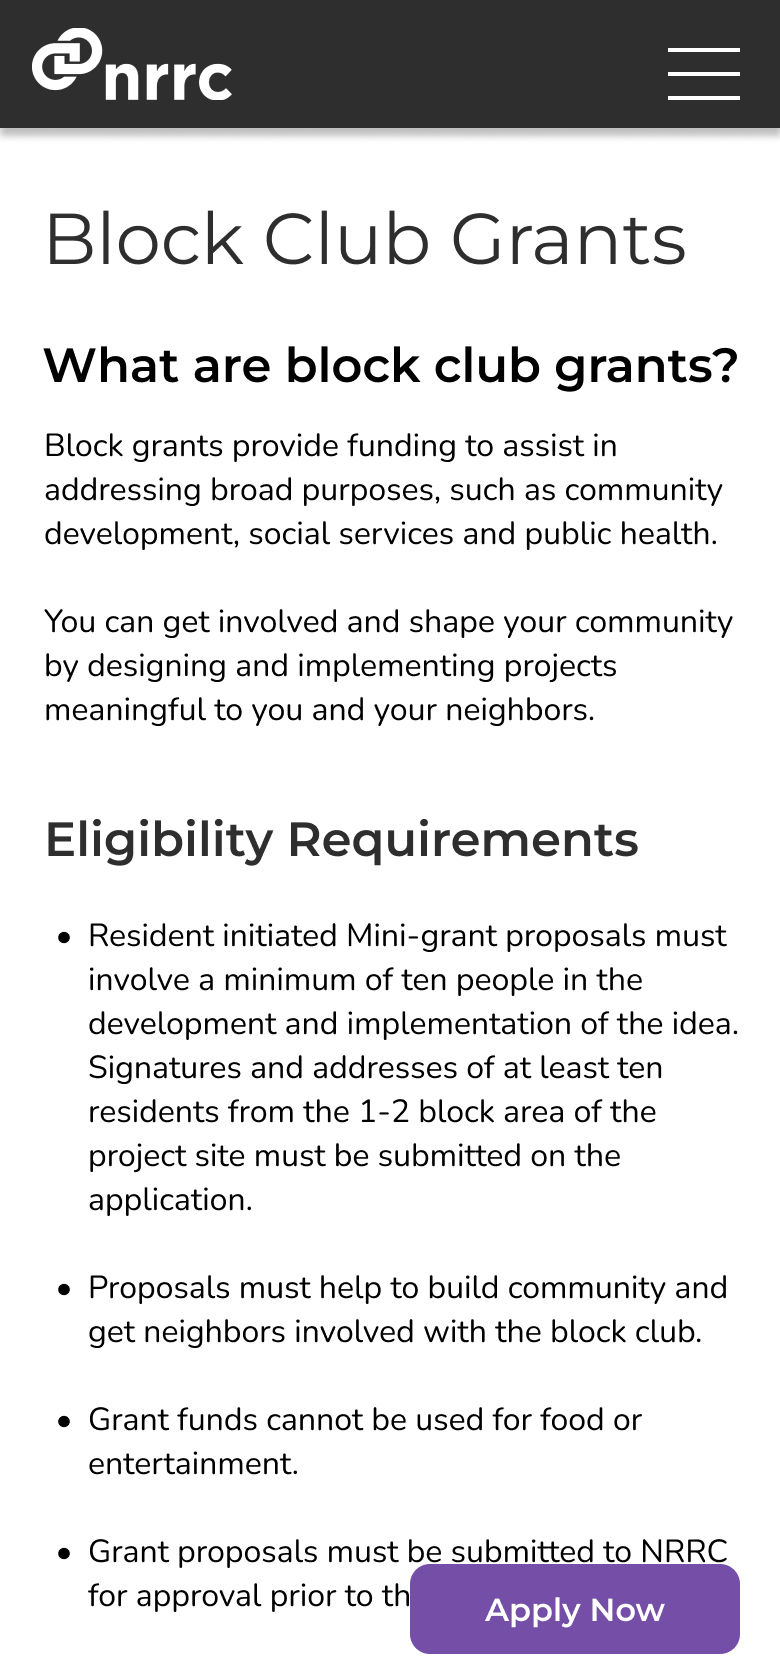 nrrc
Block Club Grants
What are block club grants?
Block grants provide funding to assist in
addressing broad purposes, such as community
development, social services and public health.
You can get involved and shape your community
by designing and implementing projects
meaningful to you and your neighbors.
Eligibility Requirements
• Resident initiated Mini-grant proposals must
involve a minimum of ten people in the
development and implementation of the idea.
Signatures and addresses of at least ten
residents from the 1-2 block area of the
project site must be submitted on the
application.
• Proposals must help to build community and
get neighbors involved with the block club.
• Grant funds cannot be used for food or
entertainment.
• Grant proposals must be submitted to NRRC
for approval prior to
Apply Now